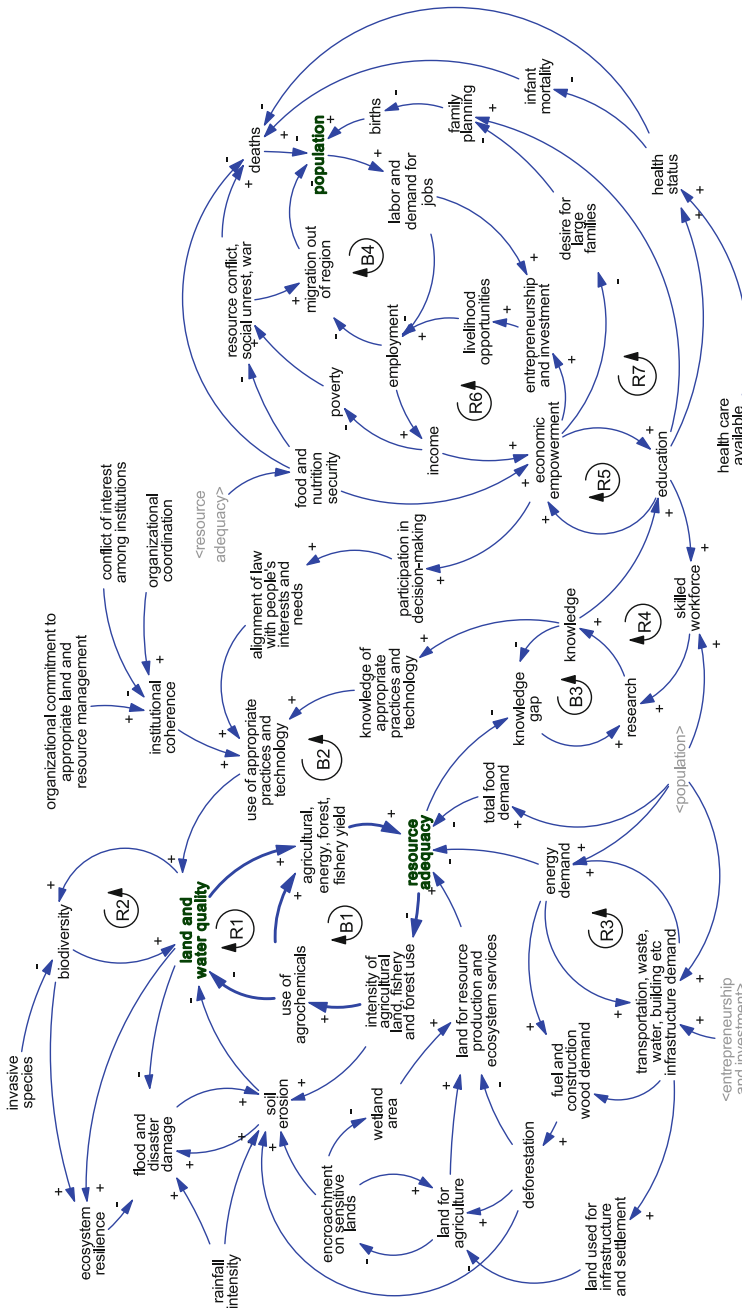 invasive
species
biodiversity
R2
ecosystem
resilience
flood and
disaster
damage
rainfall
intensity
soil
erosion
land and
water quality
R1
use of
agrochemicals
agricultural,
energy, forest,
fishery yield
B1
intensity of
agricultural
land, fishery
and forest use
resource
adequacy
encroachment
on sensitive
lands
wetland
area
land for
agriculture
land for resource
production and
ecosystem services
deforestation
land used for
infrastructure
and settlement
fuel and
construction
wood demand
transportation, waste,
water, building etc
infrastructure demand
<entrepreneurship
and investment>
R3
energy
demand
total food
demand
<population>
organizational commitment to
appropriate land and
resource management
conflict of interest
among institutions
organizational
coordination
institutional
coherence
use of appropriate
practices and
technology
B2
alignment of law
with people's
interests and
needs
knowledge of
appropriate
practices and
technology
participation in
decision-making
knowledge
gap
B3
knowledge
research
R4
skilled
workforce
<resource
adequacy>
food and
nutrition
security
resource conflict,
social unrest, war
deaths
population
migration out
of region
B4
poverty
employment
income
R6
labor and
demand for
jobs
livelihood
opportunities
entrepreneurship
and investment
economic
empowerment
R5
education
R7
desire for
large
families
births
family
planning
infant
mortality
health
status
health care
available